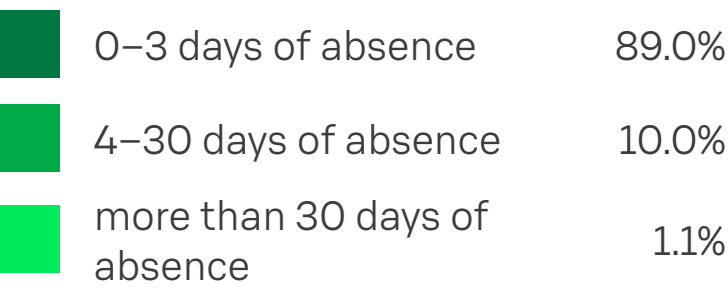 0–3 days of absence 89.0%
4–30 days of absence 10.0%
more than 30 days of
absence 1.1%